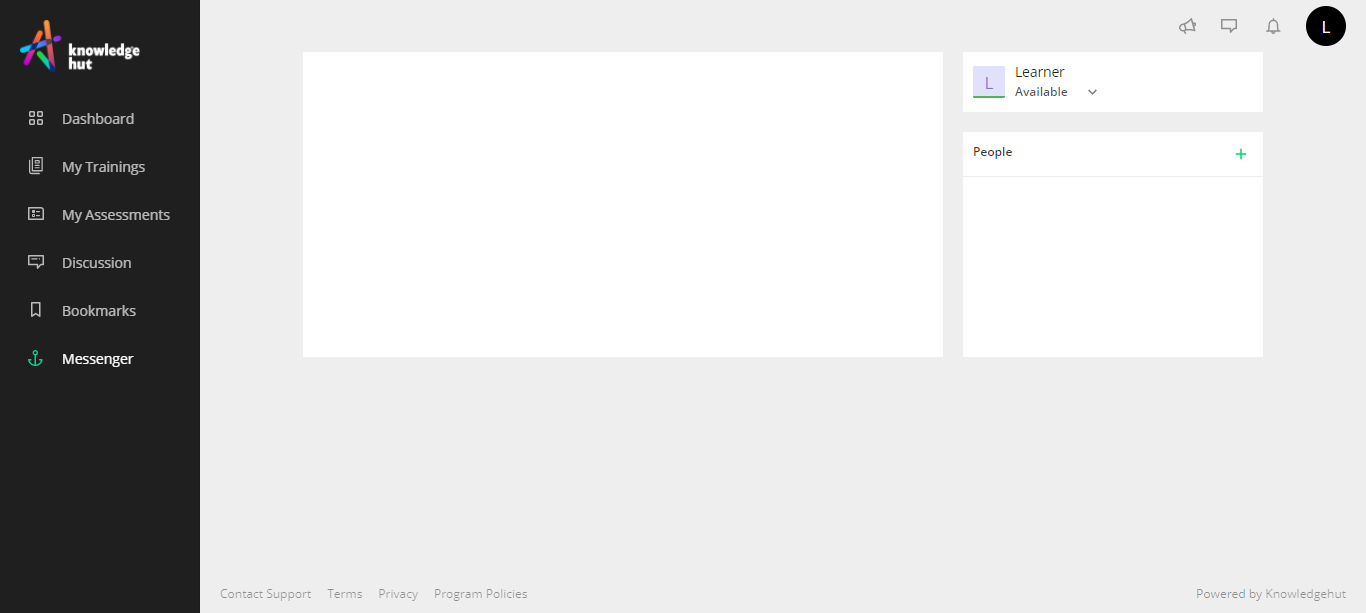 knowledge
hut
Dashboard
My Trainings
My Assessments
Discussion
Bookmarks
Messenger
L
L
Learner
Available
People
Contact Support Terms Privacy Program Policies
Powered by Knowledgehut